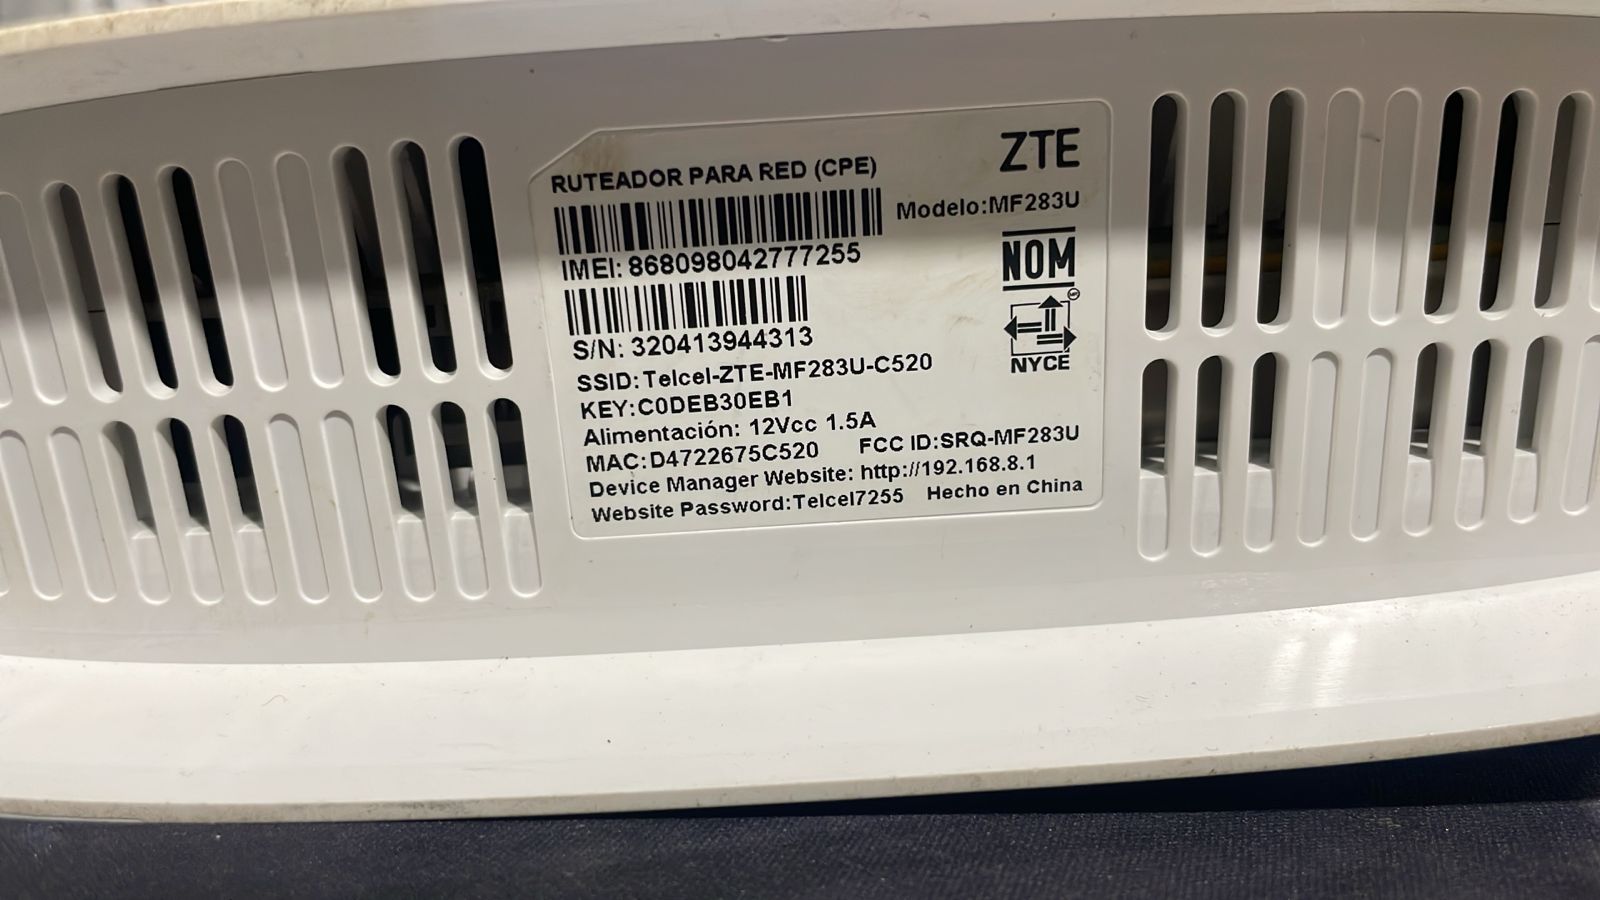 ZTE
RUTEADOR PARA RED (CPE)
Modelo:MF283U
IMEI: 868098042777255
NOM
S/N: 320413944313
NYCE
SSID:Telcel-ZTE-MF283U-C520
KEY:C0DEB30EB1
Alimentación: 12Vcc 1.5A
MAC:D4722675C520 FCC ID:SRQ-MF283U
Device Manager Website: http://192.168.8.1
Website Password:Telcel7255 Hecho en China